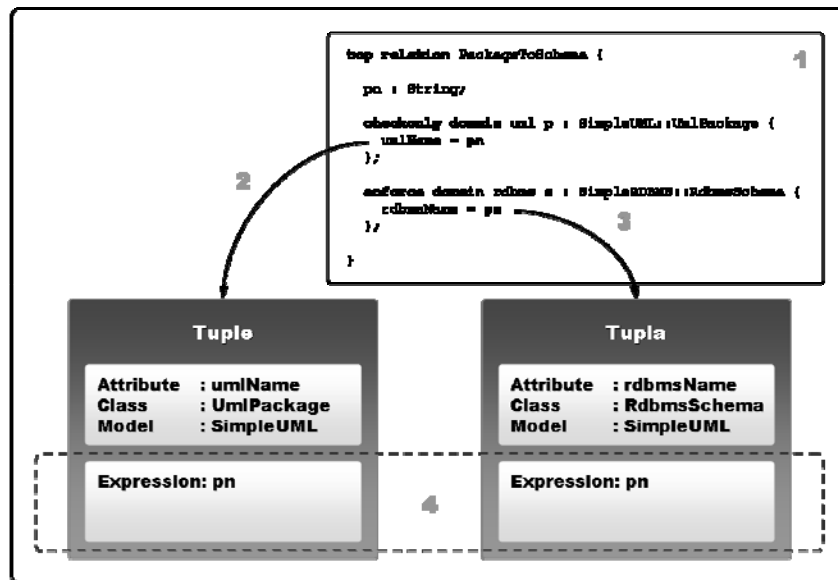 top relation PackageToSchema {
1
pn : String;
checkonly domain uml p : SimpleUML::UmlPackage {
umlName = pn
};
2
enforce domain rdbms s : SimpleRDBMS::RdbmsSchema {
rdbmsName = pn
};
3
}
Tuple
Attribute : umlName
Class : UmlPackage
Model : SimpleUML
Expression: pn
Tupla
Attribute : rdbmsName
Class : RdbmsSchema
Model : SimpleUML
Expression: pn
4